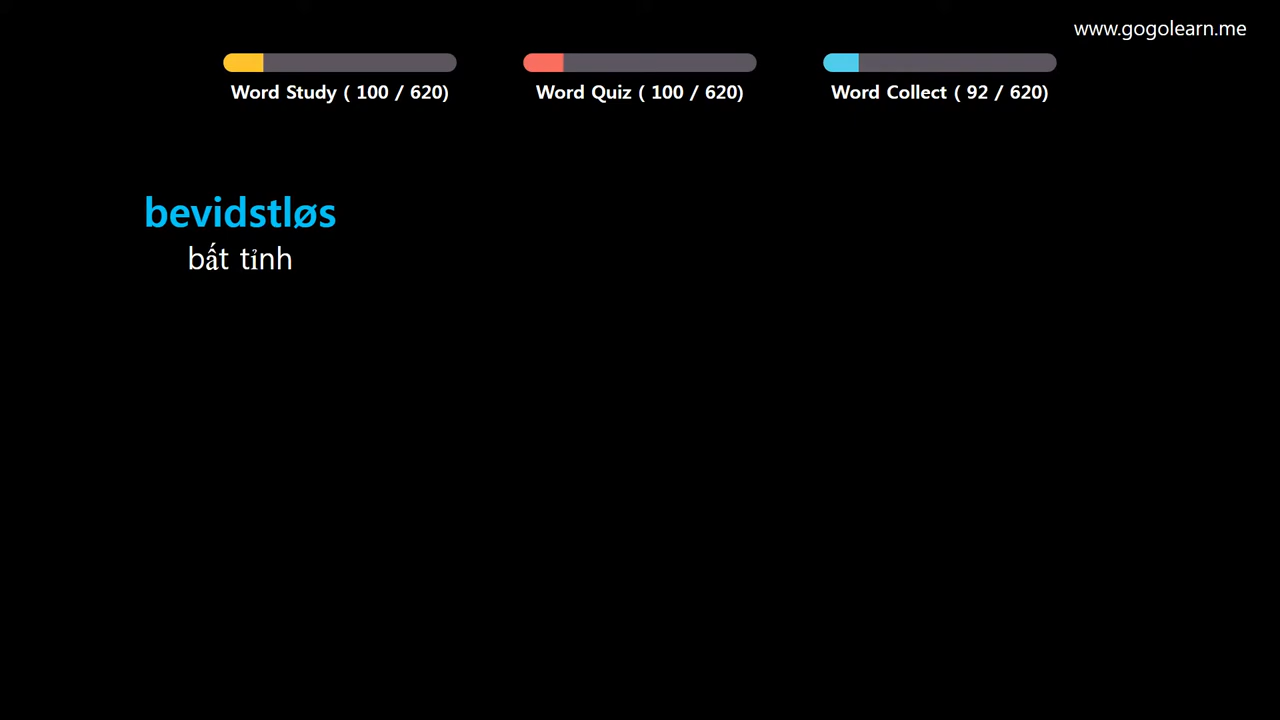 www.gogolearn.me
Word Study ( 100 / 620)
Word Quiz ( 100 / 620)
Word Collect ( 92 / 620)
bevidstløs
bất tỉnh